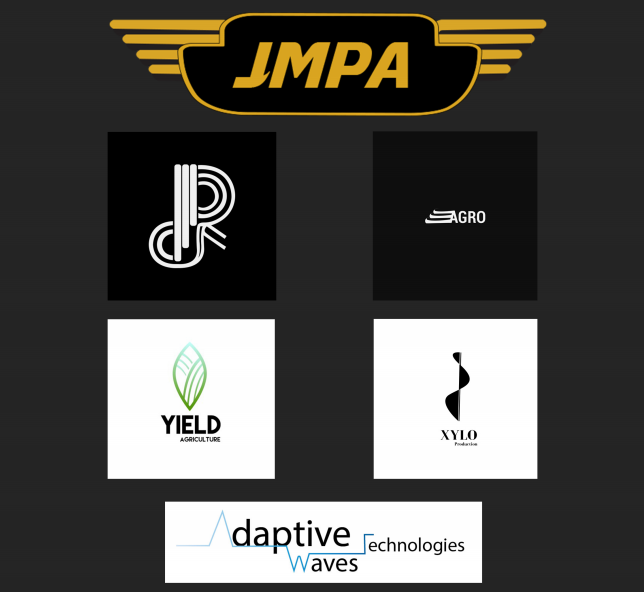 JMPA
AGRO
YIELD
AGRICULTURE
XYLO
Production
Adaptive
Waves
Technologies